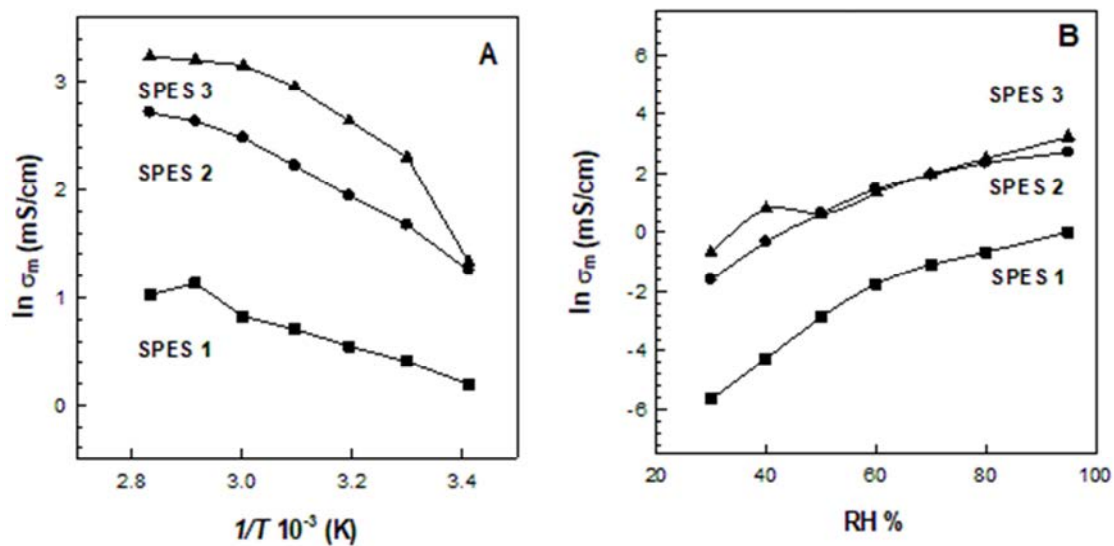 A
SPES 3
SPES 2
SPES 1
ln σm (mS/cm)
3
2
1
0
2.8 3.0 3.2 3.4
1/T 10⁻³ (K)
B
SPES 3
SPES 2
SPES 1
ln σm (mS/cm)
6
4
2
0
-2
-4
-6
20 40 60 80 100
RH %